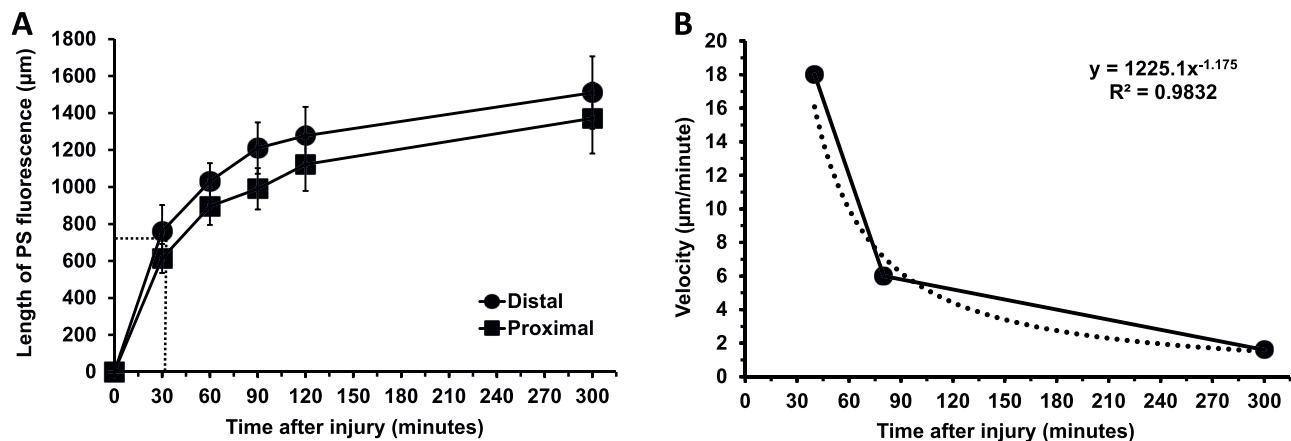 A
Length of PS fluorescence (µm)
1800
1600
1400
1200
1000
800
600
400
200
0
Distal
Proximal
0 30 60 90 120 150 180 210 240 270 300
Time after injury (minutes)
B
Velocity (µm/minute)
20
18
16
14
12
10
8
6
4
2
0
y = 1225.1x⁻¹·¹⁷⁵
R² = 0.9832
0 30 60 90 120 150 180 210 240 270 300
Time after injury (minutes)